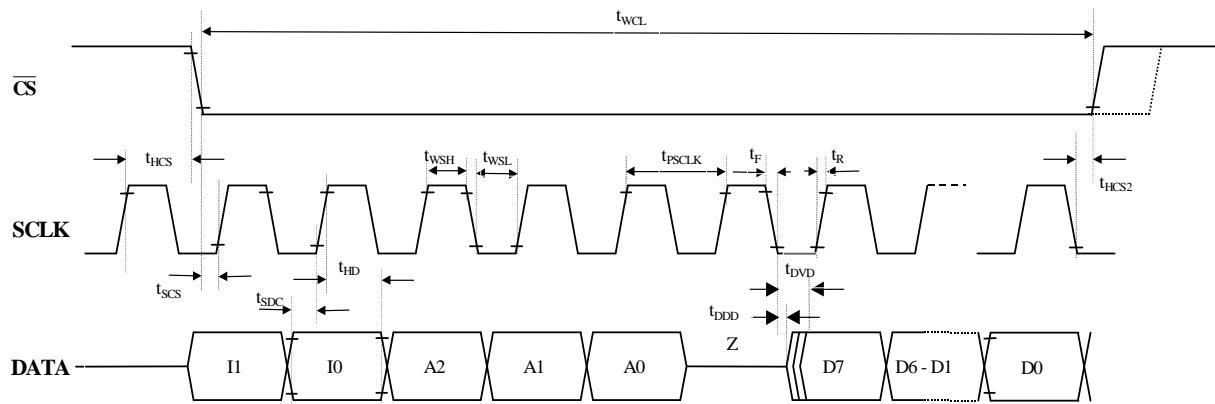 tWCL
CS
tHCS
tWSH
tWSL
tPSCLK
tF
tR
tHCS2
SCLK
tSCS
tHD
tSDC
tDVD
tDDD
Z
DATA
I1
I0
A2
A1
A0
D7
D6 - D1
D0